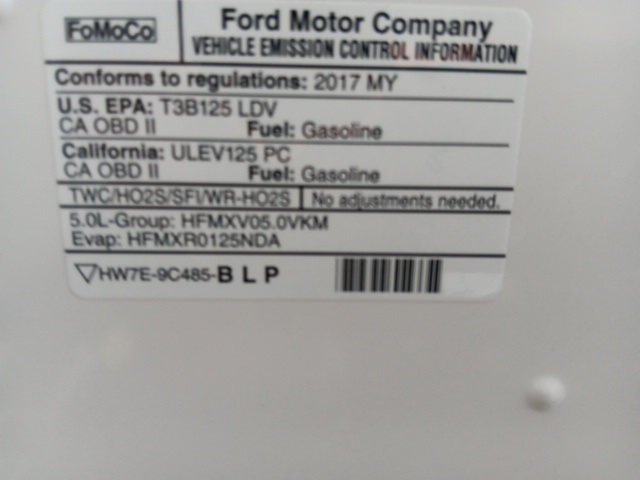 FoMoCo
Ford Motor Company
VEHICLE EMISSION CONTROL INFORMATION
Conforms to regulations: 2017 MY
U.S. EPA: T3B125 LDV
CA OBD II Fuel: Gasoline
California: ULEV125 PC
CA OBD II Fuel: Gasoline
TWC/HO2S/SFI/WR-HO2S No adjustments needed.
5.0L-Group: HFMXV05.0VKM
Evap: HFMXR0125NDA
HW7E-9C485-B L P